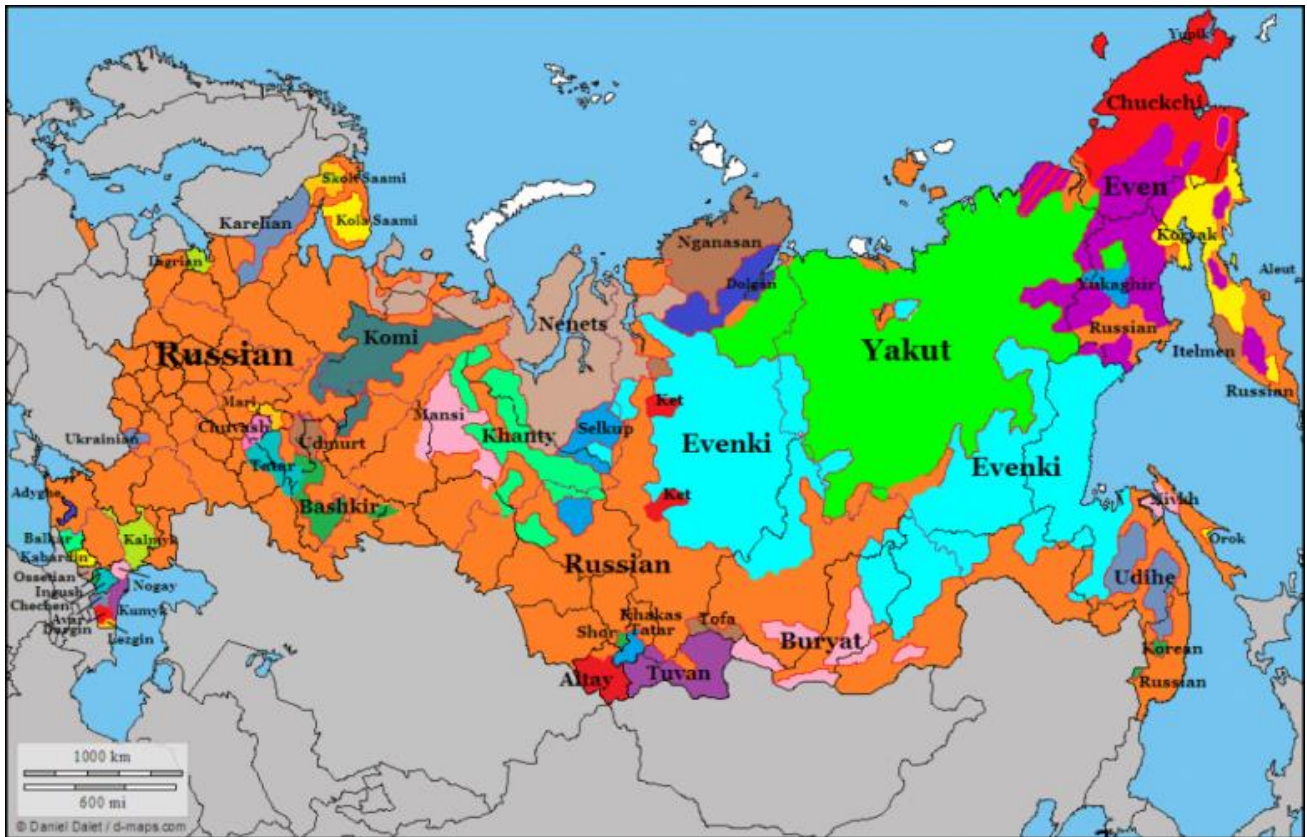 Yupik
Chuckchi
Skolt Saami
Even
Karelian
Kola Saami
Koryak
Nganasan
Ingrian
Aleut
Dolgan
Yukaghir
Nenets
Russian
Komi
Yakut
Russian
Itelmen
Russian
Ket
Mari
Mansi
Chuvash
Selkup
Ukrainian
Udmurt
Khanty
Evenki
Tatar
Evenki
Adyghe
Ket
Nivkh
Bashkir
Balkar
Kalmyk
Orok
Kabardin
Russian
Ossetian
Udihe
Ingush
Nogay
Chechen
Kumyk
Khakas
Avar
Tofa
Dargin
Shor
Tatar
Lezgin
Buryat
Korean
Altay
Tuvan
Russian
1000 km
600 mi
© Daniel Dalet / d-maps.com